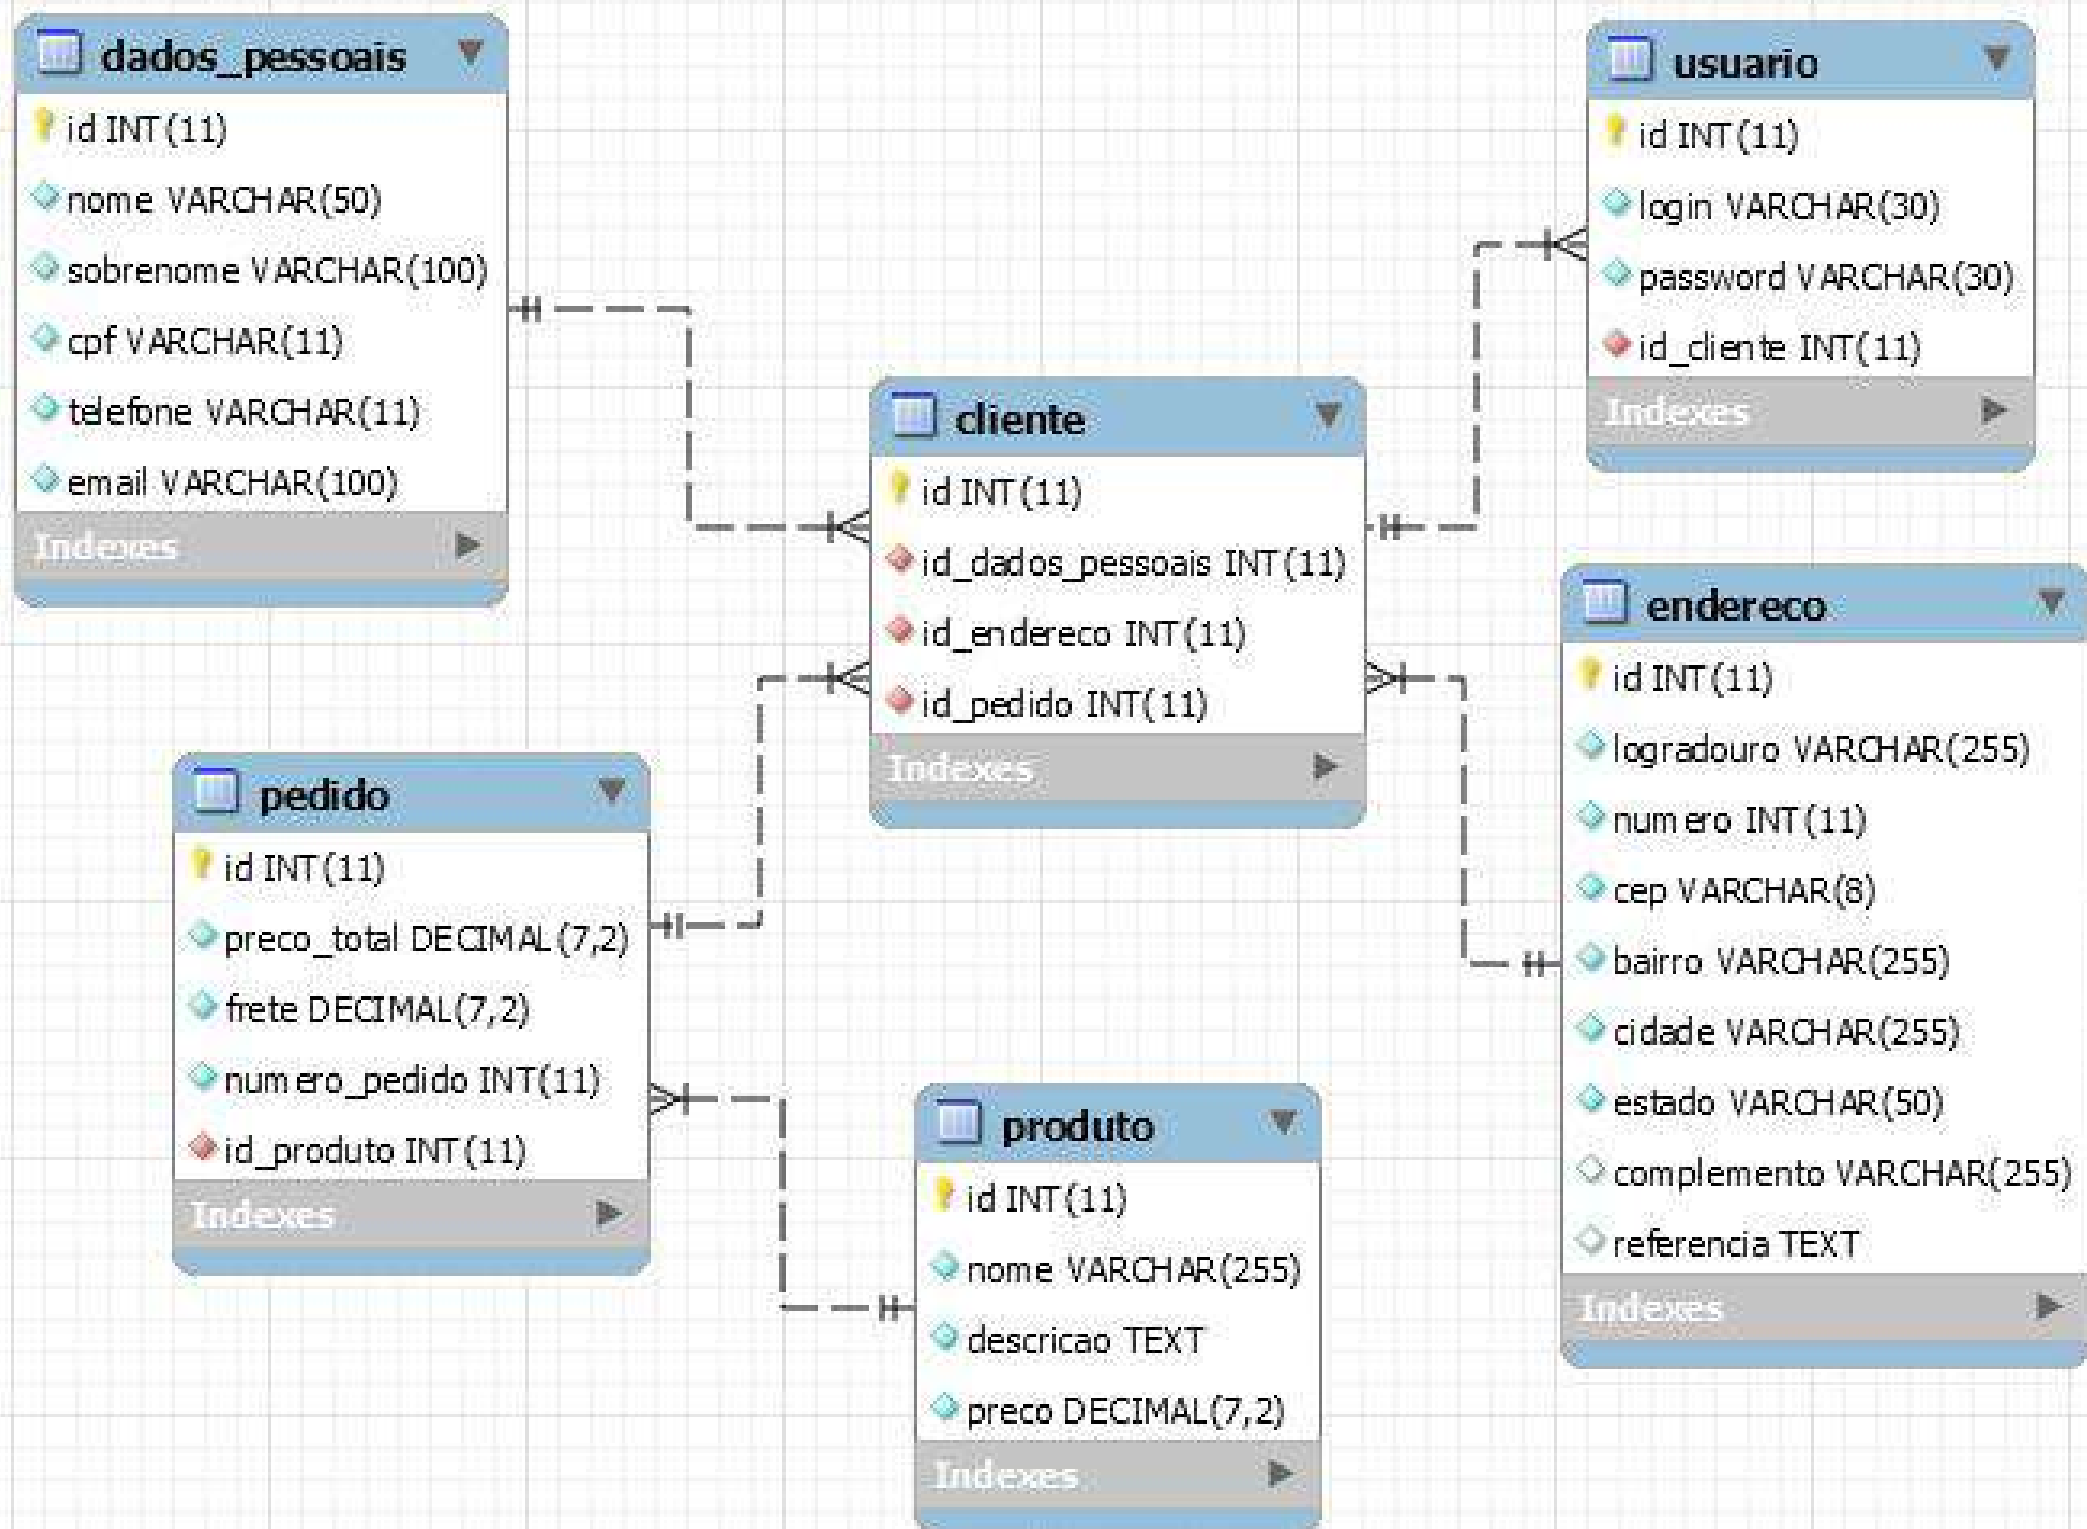 dados_pessoais
id INT(11)
nome VARCHAR(50)
sobrenome VARCHAR(100)
cpf VARCHAR(11)
telefone VARCHAR(11)
email VARCHAR(100)
Indexes
usuario
id INT(11)
login VARCHAR(30)
password VARCHAR(30)
id_cliente INT(11)
Indexes
cliente
id INT(11)
id_dados_pessoais INT(11)
id_endereco INT(11)
id_pedido INT(11)
Indexes
endereco
id INT(11)
logradouro VARCHAR(255)
numero INT(11)
cep VARCHAR(8)
bairro VARCHAR(255)
cidade VARCHAR(255)
estado VARCHAR(50)
complemento VARCHAR(255)
referencia TEXT
Indexes
pedido
id INT(11)
preco_total DECIMAL(7,2)
frete DECIMAL(7,2)
numero_pedido INT(11)
id_produto INT(11)
Indexes
produto
id INT(11)
nome VARCHAR(255)
descricao TEXT
preco DECIMAL(7,2)
Indexes